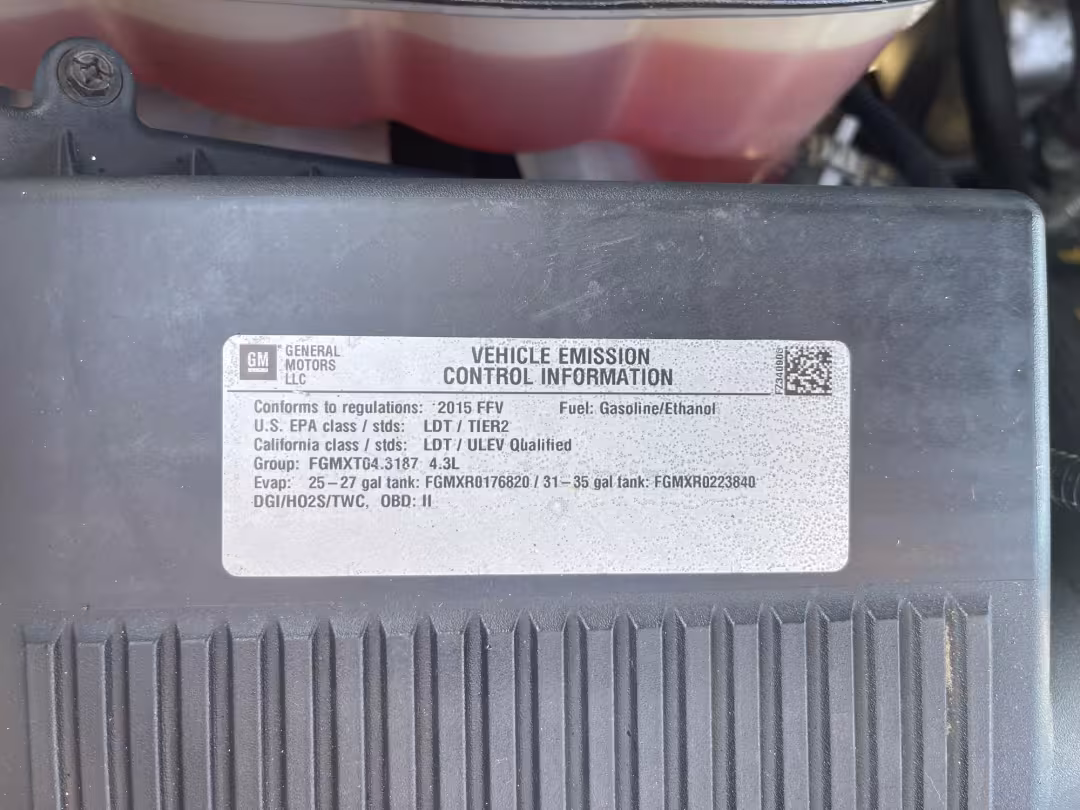 GM
GENERAL
MOTORS
LLC
VEHICLE EMISSION
CONTROL INFORMATION
FZ340906
Conforms to regulations: 2015 FFV Fuel: Gasoline/Ethanol
U.S. EPA class / stds: LDT / TIER2
California class / stds: LDT / ULEV Qualified
Group: FGMXT04.3187 4.3L
Evap: 25–27 gal tank: FGMXR0176820 / 31–35 gal tank: FGMXR0223840
DGI/HO2S/TWC, OBD: II